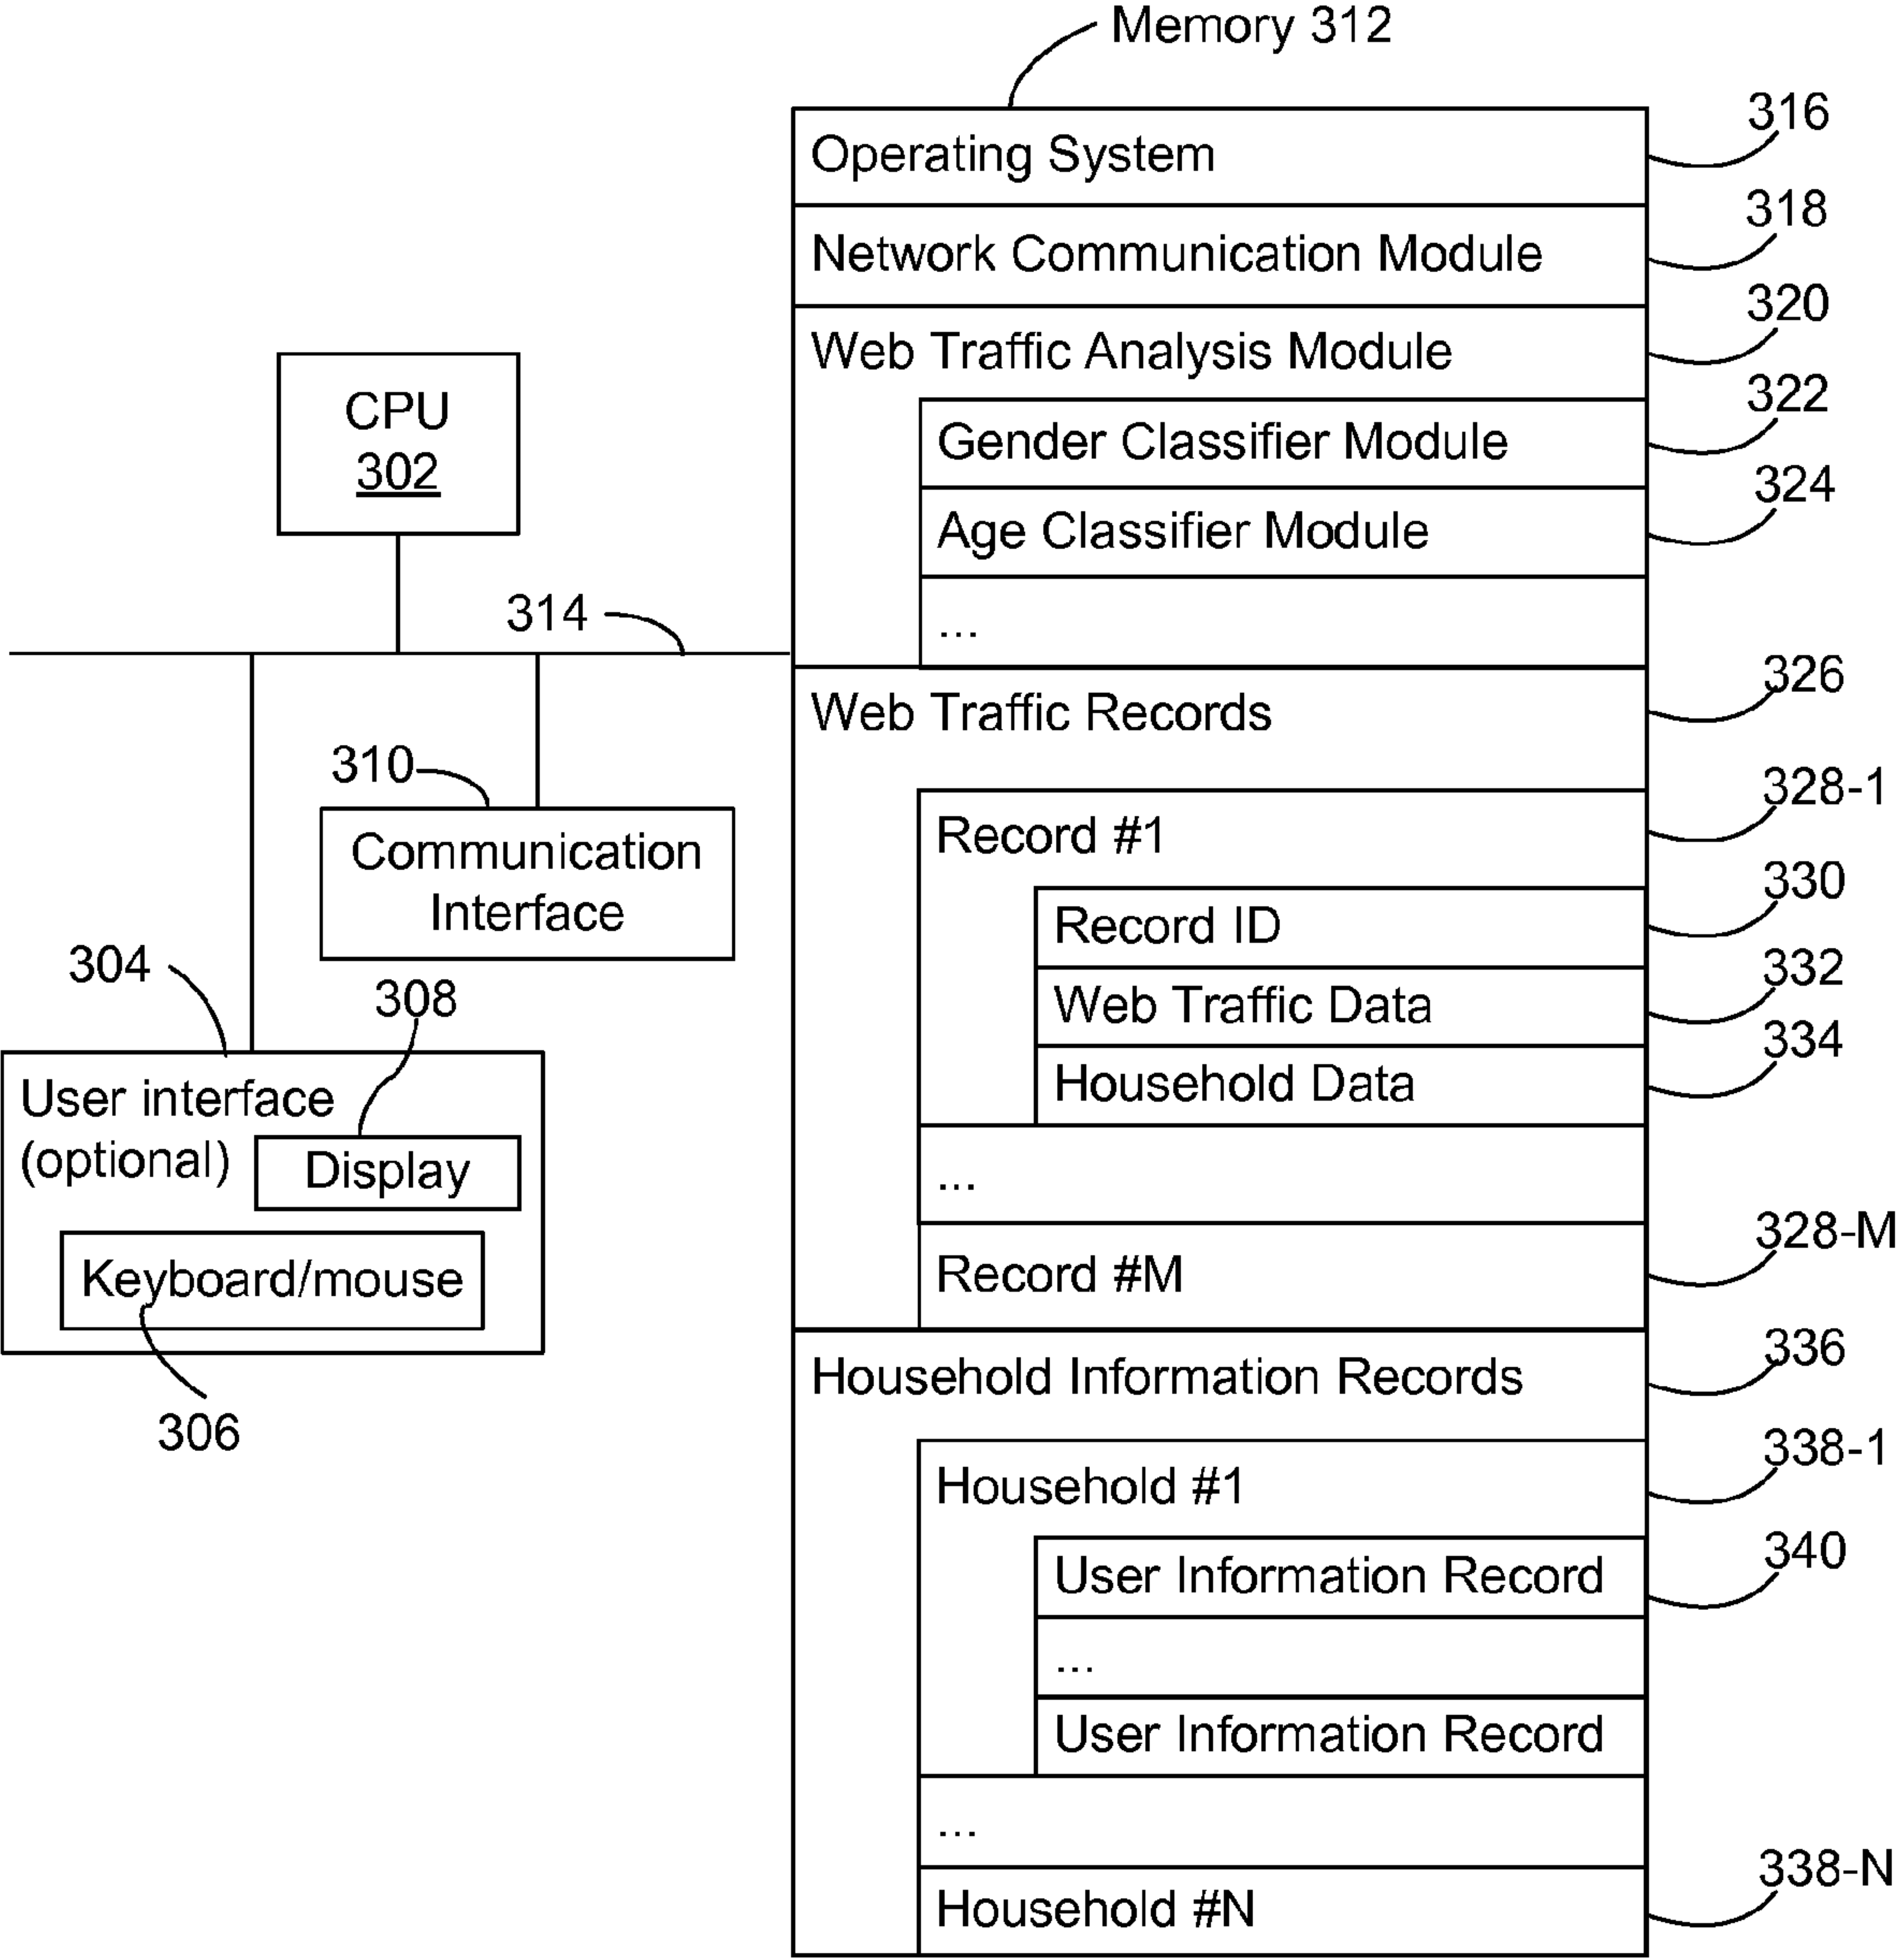 Memory 312
Operating System
316
Network Communication Module
318
Web Traffic Analysis Module
320
Gender Classifier Module
322
Age Classifier Module
324
...
CPU
302
314
310
Communication
Interface
304
308
User interface
(optional)
Display
Keyboard/mouse
306
Web Traffic Records
326
Record #1
328-1
Record ID
330
Web Traffic Data
332
Household Data
334
...
Record #M
328-M
Household Information Records
336
Household #1
338-1
User Information Record
340
...
User Information Record
...
Household #N
338-N